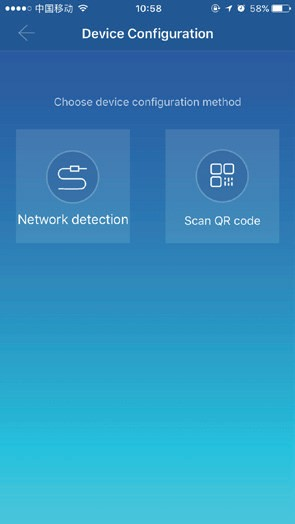 中国移动 10:58 58%
Device Configuration
Choose device configuration method
Network detection Scan QR code